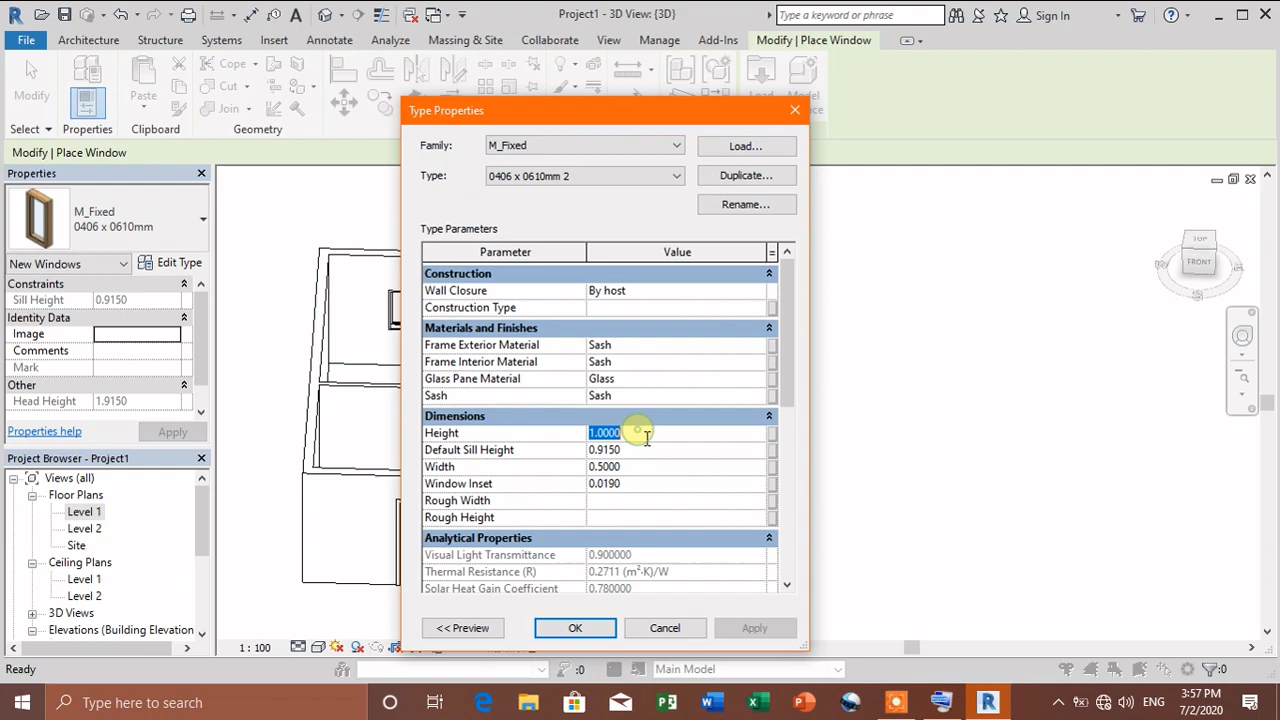 Project1 - 3D View: {3D}
Type a keyword or phrase
Sign In
File
Architecture
Structure
Systems
Insert
Annotate
Analyze
Massing & Site
Collaborate
View
Manage
Add-Ins
Modify | Place Window
Modify
Select
Properties
Paste
Clipboard
Cope
Cut
Join
Geometry
Modify | Place Window
Properties
M_Fixed
0406 x 0610mm
New Windows
Edit Type
Constraints
Sill Height 0.9150
Identity Data
Image
Comments
Mark
Other
Head Height 1.9150
Properties help
Apply
Project Browser - Project1
Views (all)
Floor Plans
Level 1
Level 2
Site
Ceiling Plans
Level 1
Level 2
3D Views
Elevations (Building Elevation)
Ready
Type Properties
Family: M_Fixed Load...
Type: 0406 x 0610mm 2 Duplicate...
Rename...
Type Parameters
Parameter Value =
Construction
Wall Closure By host
Construction Type
Materials and Finishes
Frame Exterior Material Sash
Frame Interior Material Sash
Glass Pane Material Glass
Sash Sash
Dimensions
Height 1.0000
Default Sill Height 0.9150
Width 0.5000
Window Inset 0.0190
Rough Width
Rough Height
Analytical Properties
Visual Light Transmittance 0.900000
Thermal Resistance (R) 0.2711 (m²·K)/W
Solar Heat Gain Coefficient 0.780000
<< Preview OK Cancel Apply
TOP
FRONT
1 : 100
:0 Main Model :0
Type here to search
ENG
3:57 PM
7/2/2020